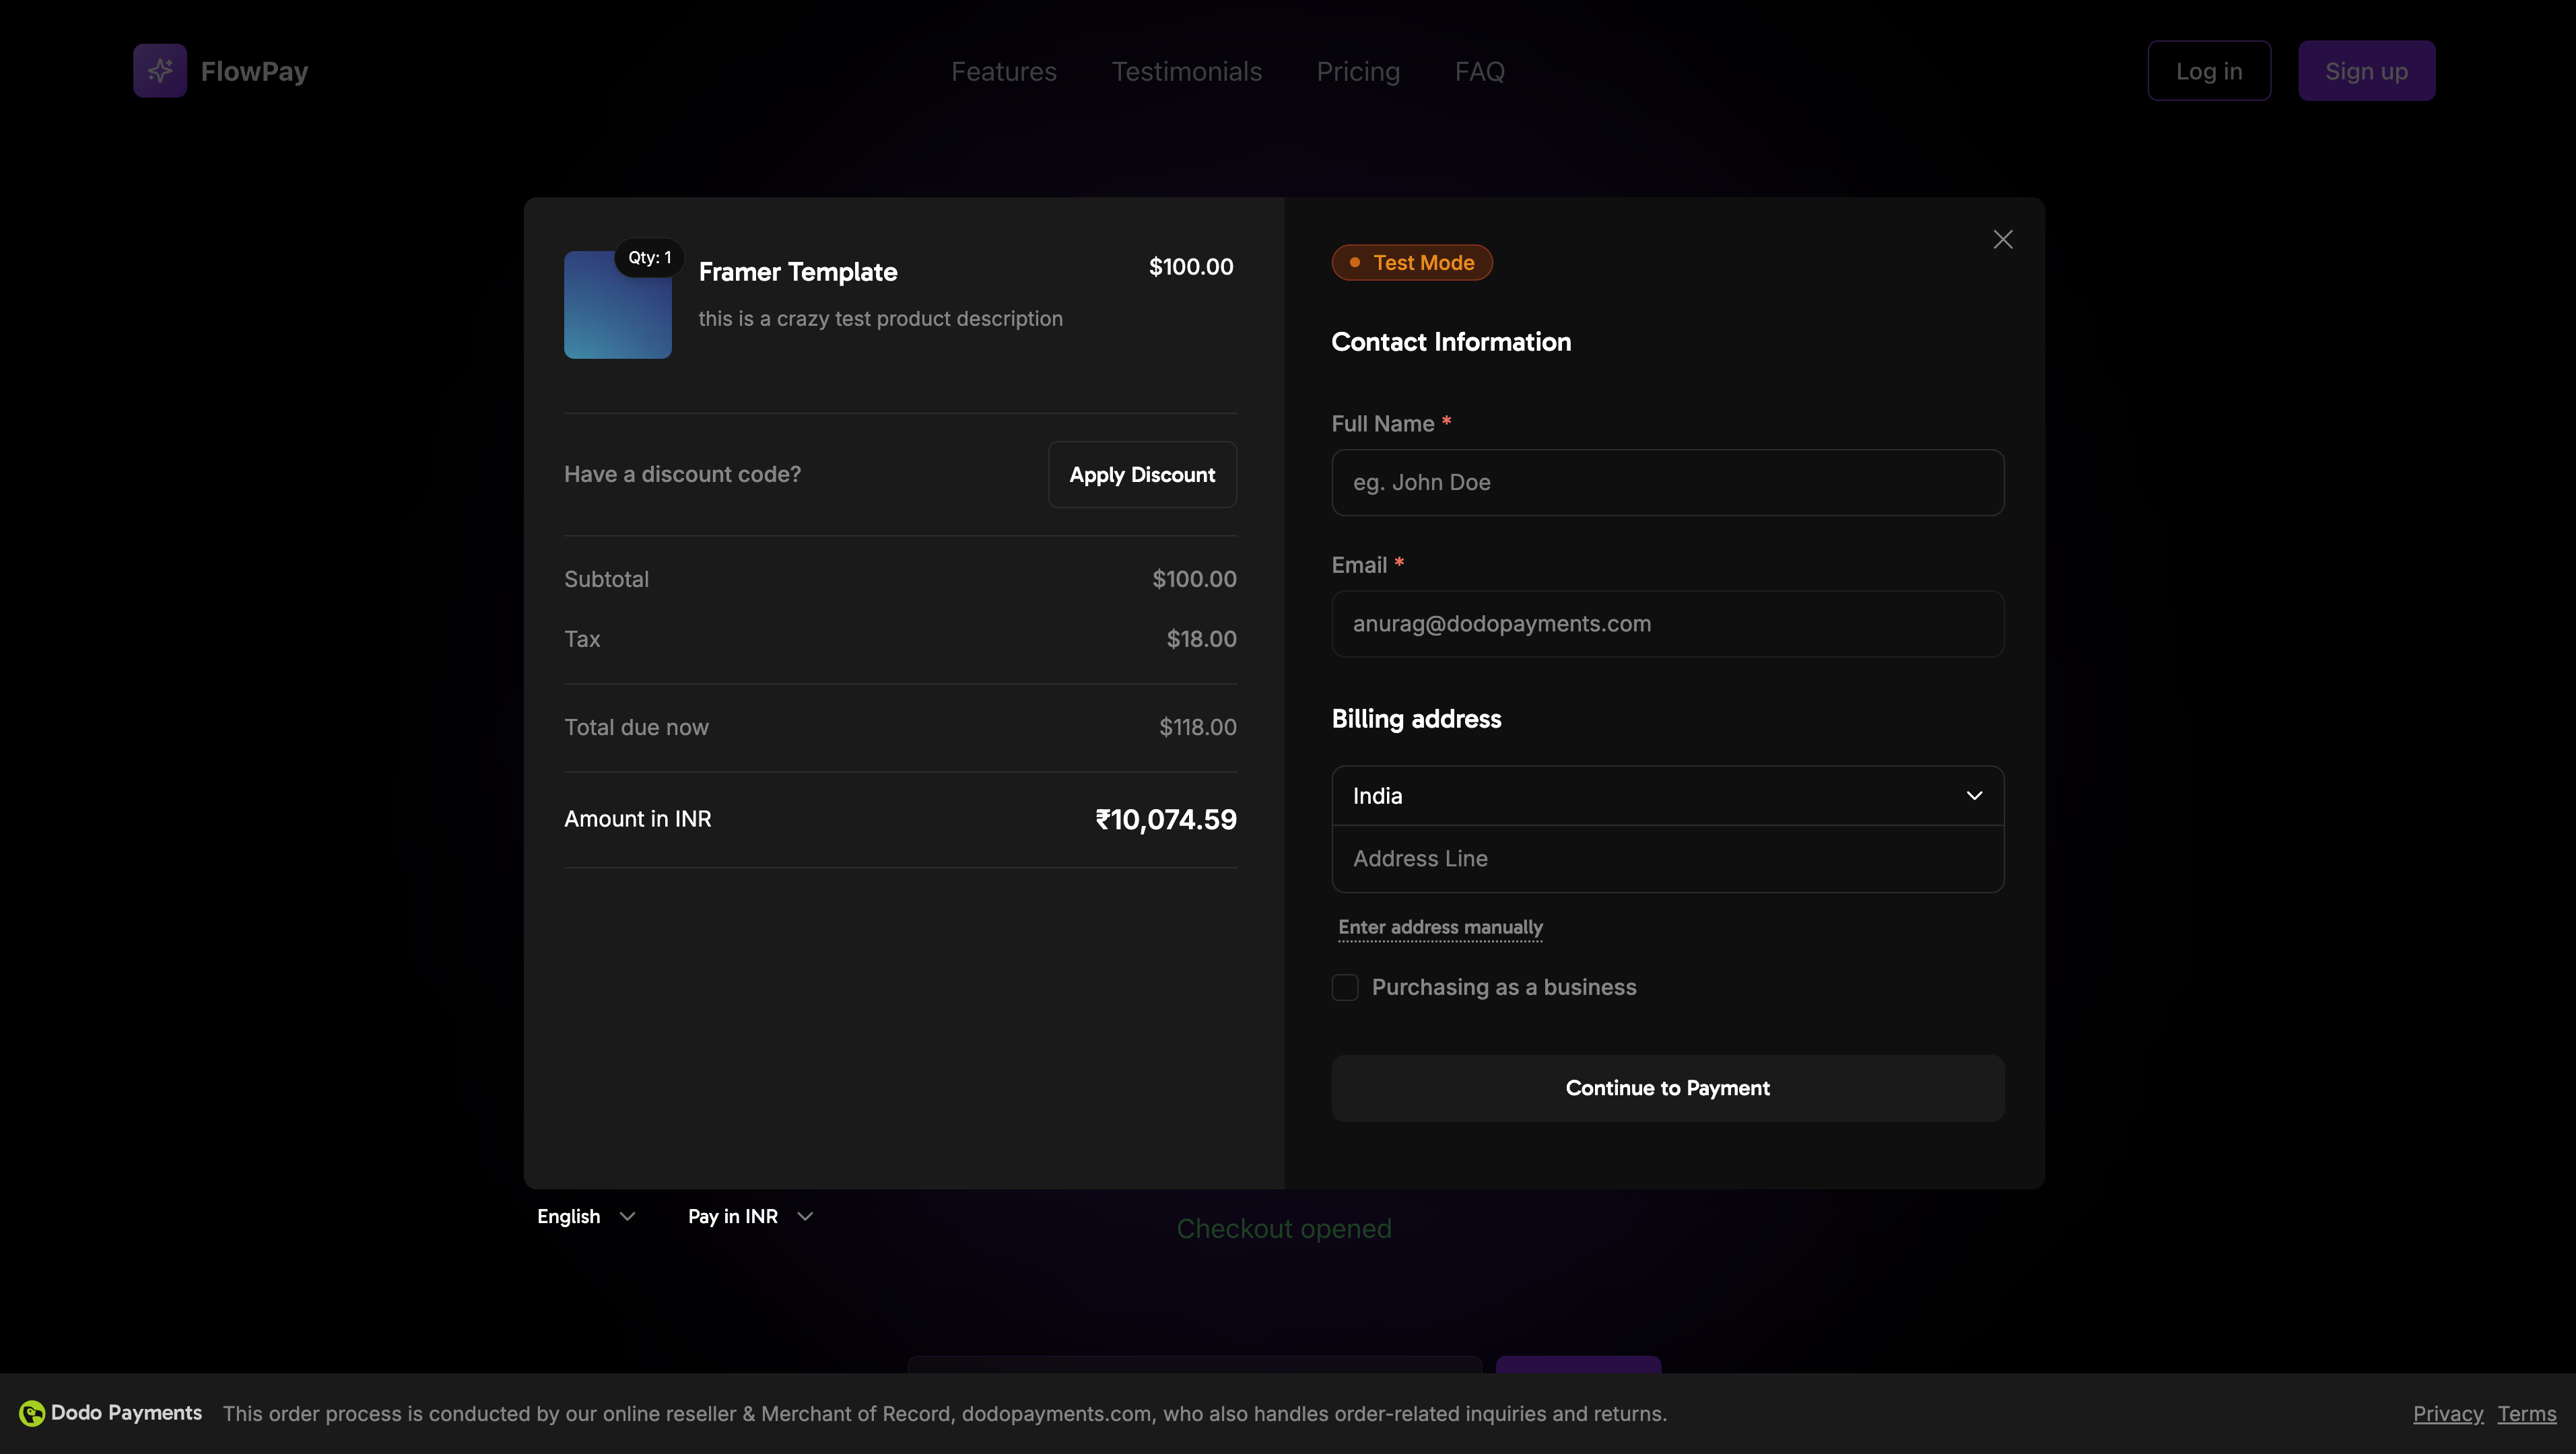 FlowPay
Features Testimonials Pricing FAQ
Log in Sign up
Qty: 1
Framer Template $100.00
this is a crazy test product description
Have a discount code? Apply Discount
Subtotal $100.00
Tax $18.00
Total due now $118.00
Amount in INR ₹10,074.59
Test Mode
Contact Information
Full Name *
eg. John Doe
Email *
anurag@dodopayments.com
Billing address
India
Address Line
Enter address manually
Purchasing as a business
Continue to Payment
English Pay in INR
Checkout opened
Dodo Payments This order process is conducted by our online reseller & Merchant of Record, dodopayments.com, who also handles order-related inquiries and returns. Privacy Terms